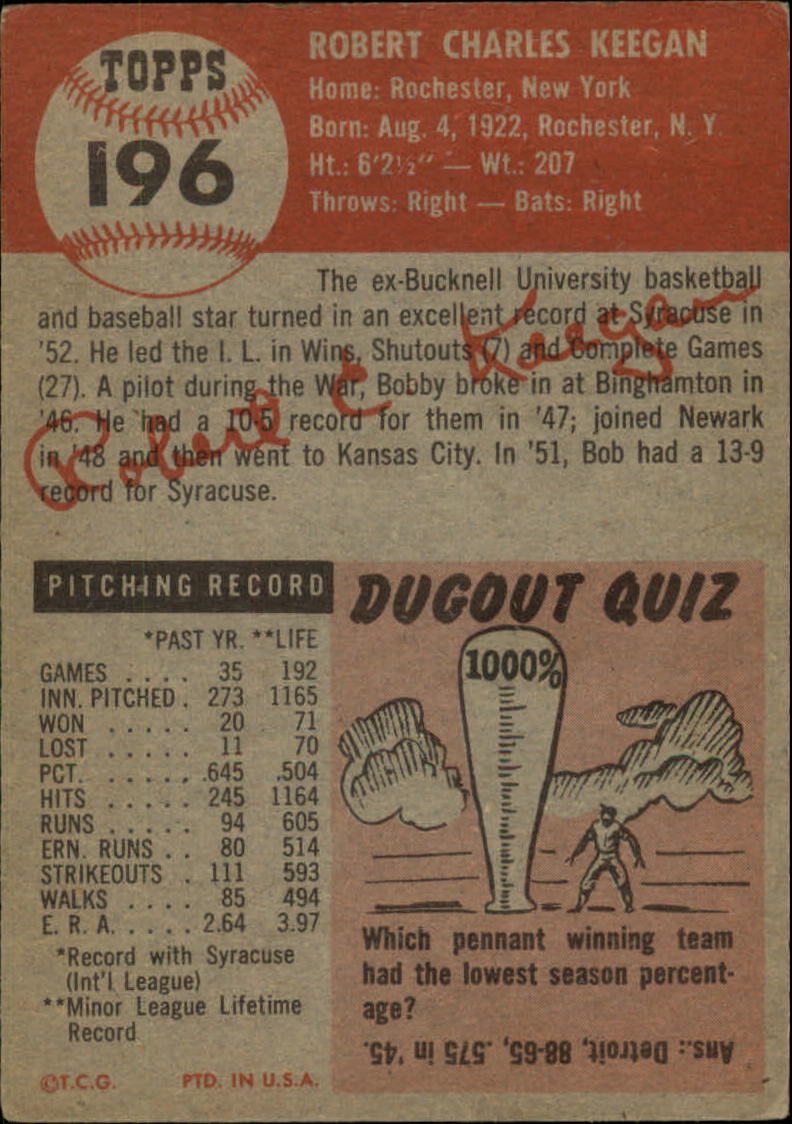 TOPPS
196
ROBERT CHARLES KEEGAN
Home: Rochester, New York
Born: Aug. 4, 1922, Rochester, N. Y.
Ht.: 6'2½" — Wt.: 207
Throws: Right — Bats: Right
The ex-Bucknell University basketball
and baseball star turned in an excellent record at Syracuse in
'52. He led the I. L. in Wins, Shutouts (7) and Complete Games
(27). A pilot during the War, Bobby broke in at Binghamton in
'46. He had a 10-5 record for them in '47; joined Newark
in '48 and then went to Kansas City. In '51, Bob had a 13-9
record for Syracuse.
Robert C. Keegan
PITCHING RECORD
*PAST YR. **LIFE
GAMES . . . . 35 192
INN. PITCHED . 273 1165
WON . . . . . 20 71
LOST . . . . . 11 70
PCT. . . . . . .645 .504
HITS . . . . . 245 1164
RUNS . . . . . 94 605
ERN. RUNS . . 80 514
STRIKEOUTS . 111 593
WALKS . . . . 85 494
E. R. A. . . . . 2.64 3.97
*Record with Syracuse
(Int'l League)
**Minor League Lifetime
Record
©T.C.G. PTD. IN U.S.A.
DUGOUT QUIZ
1000%
Which pennant winning team
had the lowest season percent-
age?
Ans.: Detroit, 88-65, .575 in '45.